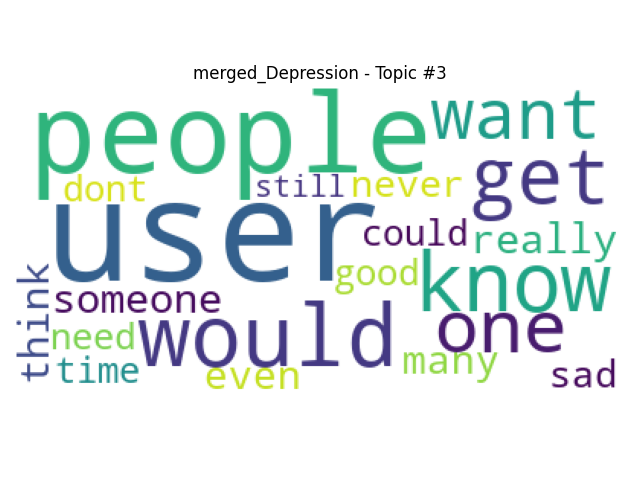 merged_Depression - Topic #3
people
want
get
dont
still
never
user
could
really
good
know
think
someone
would
one
need
time
even
many
sad